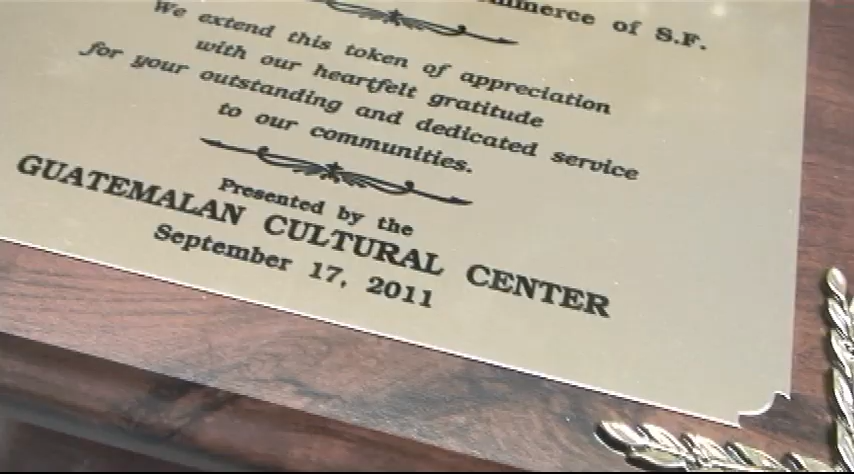 of S.F.
We extend this token of appreciation
with our heartfelt gratitude
for your outstanding and dedicated service
to our communities.
Presented by the
GUATEMALAN CULTURAL CENTER
September 17, 2011